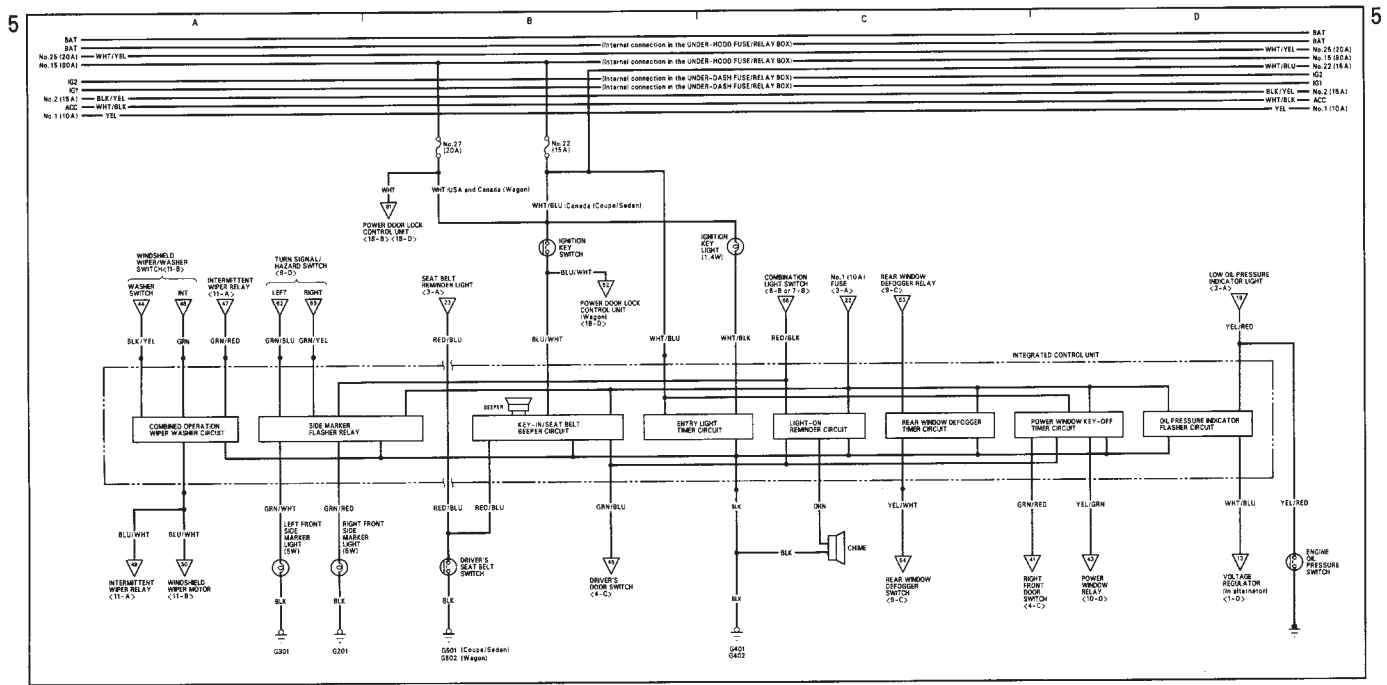 5
A
B
C
D
5
BAT
BAT
No.25 (20A) WHT/YEL
No.15 (80A)
IG2
IG1
No.2 (15A) BLK/YEL
ACC WHT/BLK
No.1 (10A) YEL
(Internal connection in the UNDER-HOOD FUSE/RELAY BOX)
(Internal connection in the UNDER-HOOD FUSE/RELAY BOX)
(Internal connection in the UNDER-DASH FUSE/RELAY BOX)
(Internal connection in the UNDER-DASH FUSE/RELAY BOX)
BAT
BAT
WHT/YEL No.25 (20A)
No.15 (80A)
WHT/BLU No.22 (15A)
IG2
IG1
BLK/YEL No.2 (15A)
WHT/BLK ACC
YEL No.1 (10A)
No.27
(20A)
No.22
(15A)
WHT
WHT:USA and Canada (Wagon)
WHT/BLU:Canada (Coupe/Sedan)
POWER DOOR LOCK
CONTROL UNIT
<18-B> <18-D>
IGNITION
KEY
SWITCH
IGNITION
KEY
LIGHT
(1.4W)
BLU/WHT
52
POWER DOOR LOCK
CONTROL UNIT
(Wagon)
<18-D>
WINDSHIELD
WIPER/WASHER
SWITCH<11-B>
WASHER
SWITCH
INT
INTERMITTENT
WIPER RELAY
<11-A>
TURN SIGNAL/
HAZARD SWITCH
<8-D>
LEFT
RIGHT
SEAT BELT
REMINDER LIGHT
<3-A>
COMBINATION
LIGHT SWITCH
<6-B or 7-B>
No.1 (10A)
FUSE
<3-A>
REAR WINDOW
DEFOGGER RELAY
<9-C>
LOW OIL PRESSURE
INDICATOR LIGHT
<3-A>
47
53
BLK/YEL
GRN
GRN/RED
GRN/BLU
GRN/YEL
RED/BLU
BLU/WHT
WHT/BLU
WHT/BLK
RED/BLK
YEL/RED
INTEGRATED CONTROL UNIT
BEEPER
COMBINED OPERATION
WIPER WASHER CIRCUIT
SIDE MARKER
FLASHER RELAY
KEY-IN/SEAT BELT
BEEPER CIRCUIT
ENTRY LIGHT
TIMER CIRCUIT
LIGHT-ON
REMINDER CIRCUIT
REAR WINDOW DEFOGGER
TIMER CIRCUIT
POWER WINDOW KEY-OFF
TIMER CIRCUIT
OIL PRESSURE INDICATOR
FLASHER CIRCUIT
GRN/WHT
GRN/RED
RED/BLU
RED/BLU
GRN/BLU
BLK
ORN
YEL/WHT
GRN/RED
YEL/GRN
WHT/BLU
YEL/RED
BLU/WHT
BLU/WHT
LEFT FRONT
SIDE
MARKER
LIGHT
(5W)
RIGHT FRONT
SIDE
MARKER
LIGHT
(5W)
BLK
CHIME
INTERMITTENT
WIPER RELAY
<11-A>
WINDSHIELD
WIPER MOTOR
<11-B>
DRIVER'S
SEAT BELT
SWITCH
DRIVER'S
DOOR SWITCH
<4-C>
REAR WINDOW
DEFOGGER
SWITCH
<9-C>
RIGHT
FRONT
DOOR
SWITCH
<4-C>
POWER
WINDOW
RELAY
<10-D>
VOLTAGE
REGULATOR
(In alternator)
<1-D>
ENGINE
OIL
PRESSURE
SWITCH
BLK
BLK
BLK
BLK
G301
G201
G501 (Coupe/Sedan)
G502 (Wagon)
G401
G402